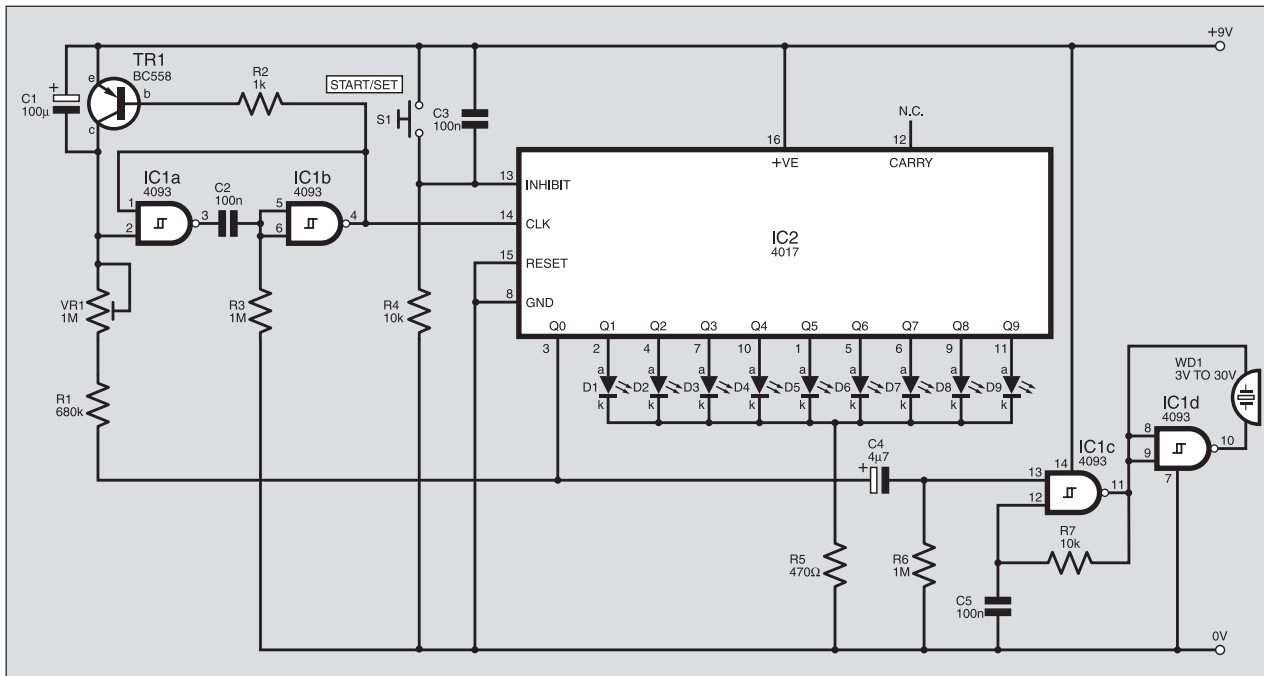 +9V
TR1
BC558
e
b
c
+
C1
100µ
R2
1k
START/SET
S1
C3
100n
N.C.
16
12
+VE
CARRY
IC1a
4093
1
2
3
C2
100n
IC1b
4093
5
6
4
13
INHIBIT
14
CLK
15
RESET
8
GND
IC2
4017
VR1
1M
R3
1M
R4
10k
R1
680k
Q0
Q1
Q2
Q3
Q4
Q5
Q6
Q7
Q8
Q9
3
2
4
7
10
1
5
6
9
11
a
a
a
a
a
a
a
a
a
D1
D2
D3
D4
D5
D6
D7
D8
D9
k
k
k
k
k
k
k
k
k
WD1
3V TO 30V
IC1d
4093
8
9
10
7
C4
4µ7
+
IC1c
4093
14
13
12
11
R7
10k
R5
470Ω
R6
1M
C5
100n
0V